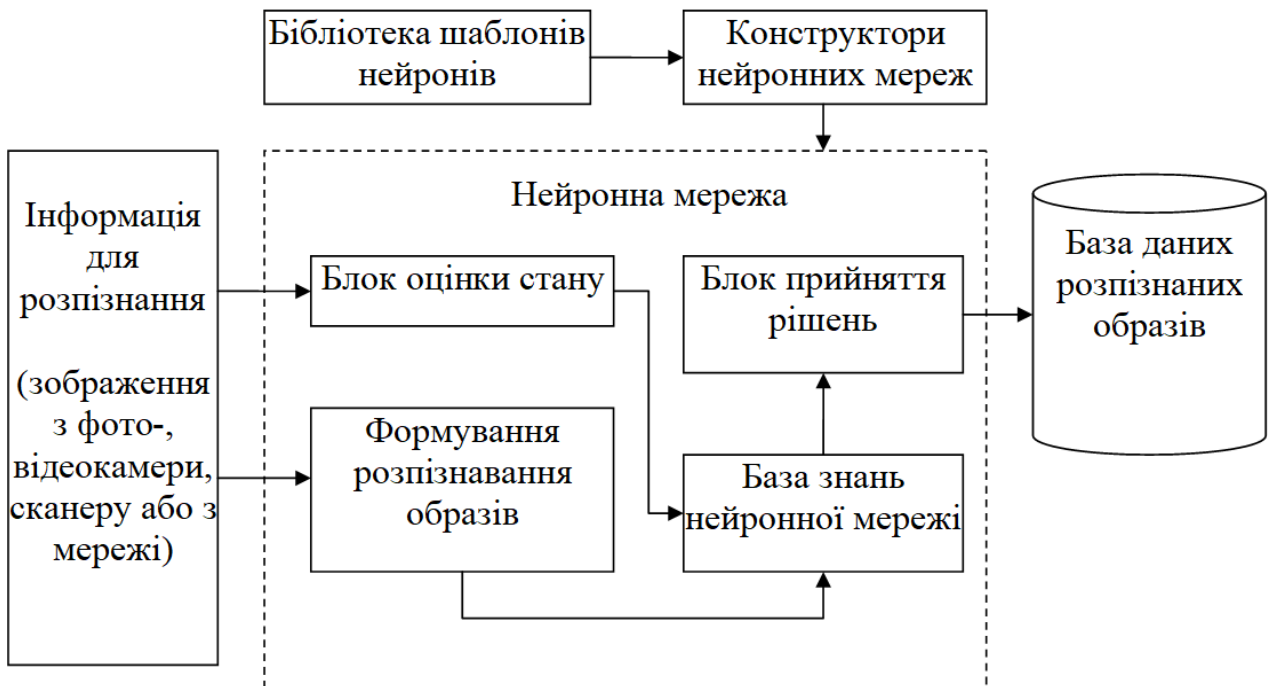 Бібліотека шаблонів
нейронів
Конструктори
нейронних мереж
Інформація
для
розпізнання
(зображення
з фото-,
відеокамери,
сканеру або з
мережі)
Нейронна мережа
Блок оцінки стану
Блок прийняття
рішень
Формування
розпізнавання
образів
База знань
нейронної мережі
База даних
розпізнаних
образів